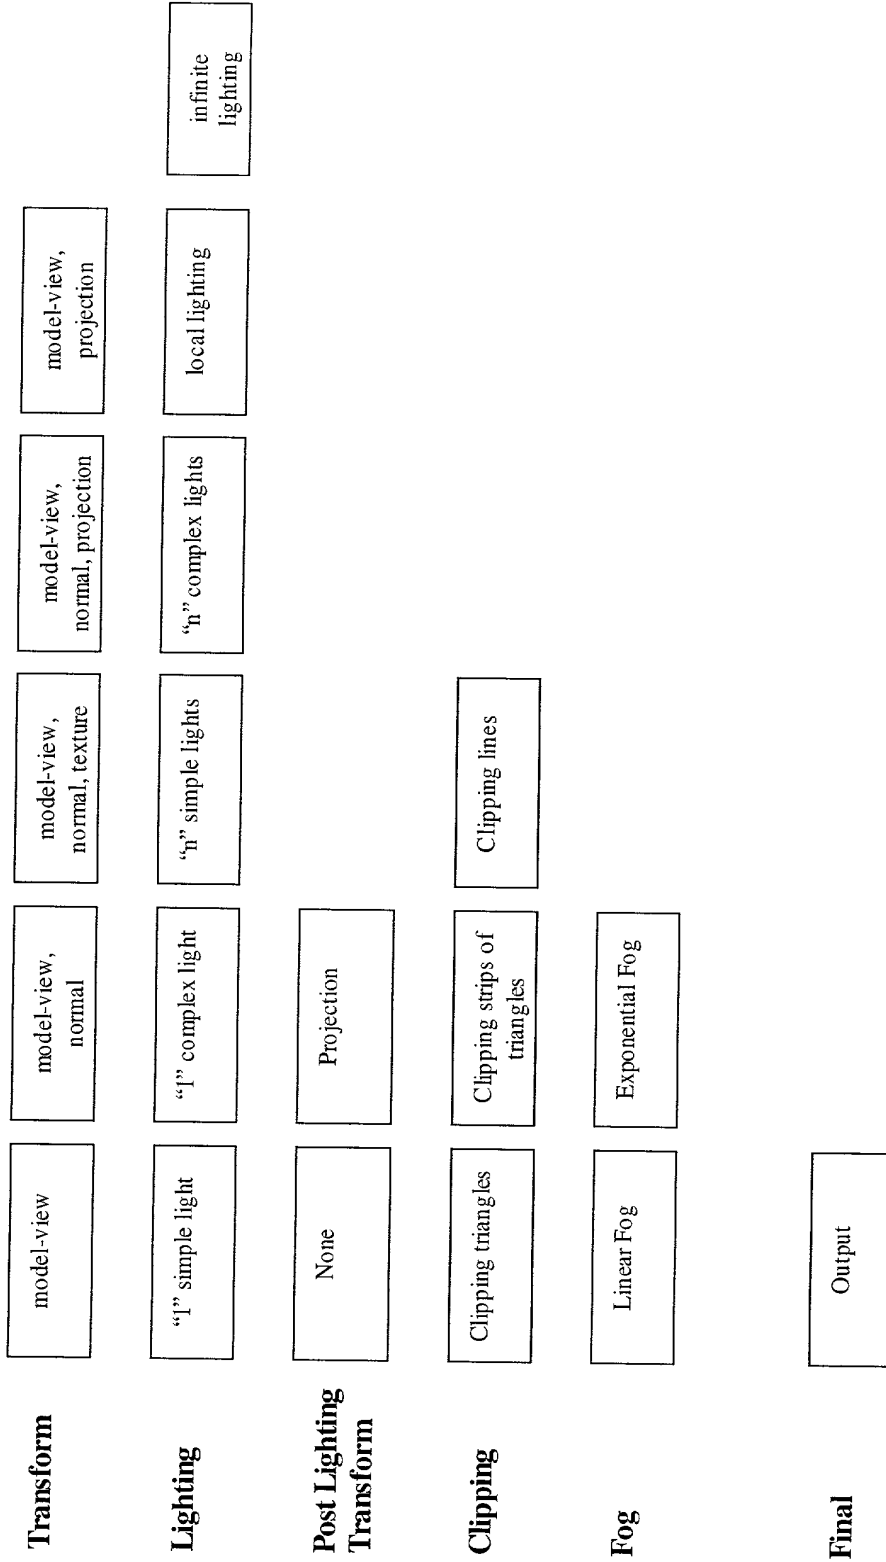 Transform
model-view
model-view,
normal
model-view,
normal, texture
model-view,
normal, projection
model-view,
projection
Lighting
“1” simple light
“1” complex light
“n” simple lights
“n” complex lights
local lighting
infinite
lighting
Post Lighting
Transform
None
Projection
Clipping
Clipping triangles
Clipping strips of
triangles
Clipping lines
Fog
Linear Fog
Exponential Fog
Final
Output